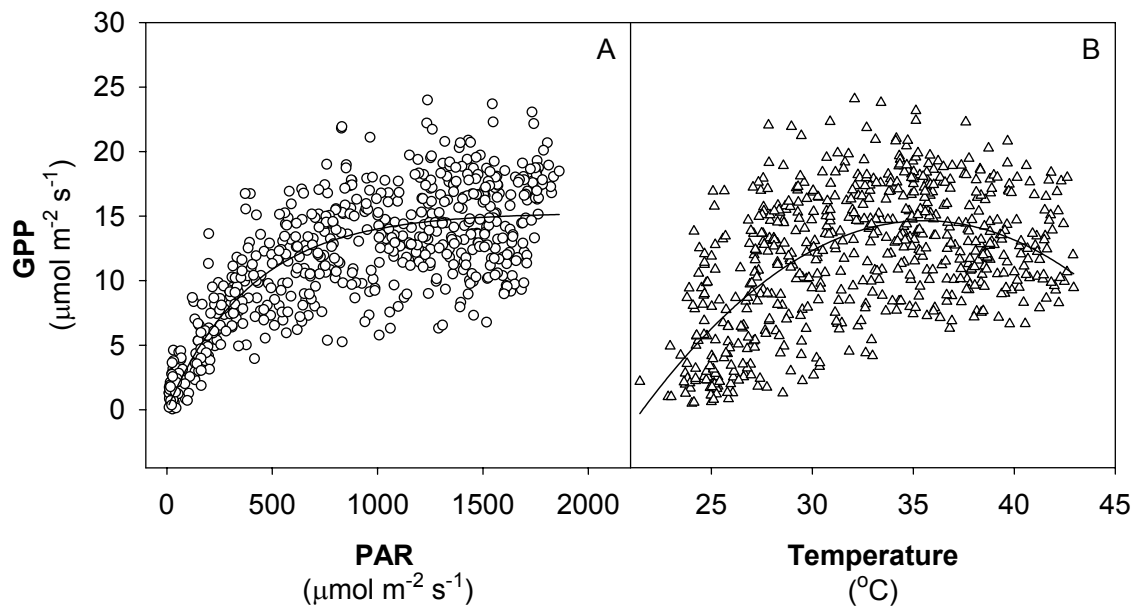 30
25
20
15
10
5
0
GPP
(μmol m⁻² s⁻¹)
A
B
0 500 1000 1500 2000
25 30 35 40 45
PAR
(μmol m⁻² s⁻¹)
Temperature
(°C)